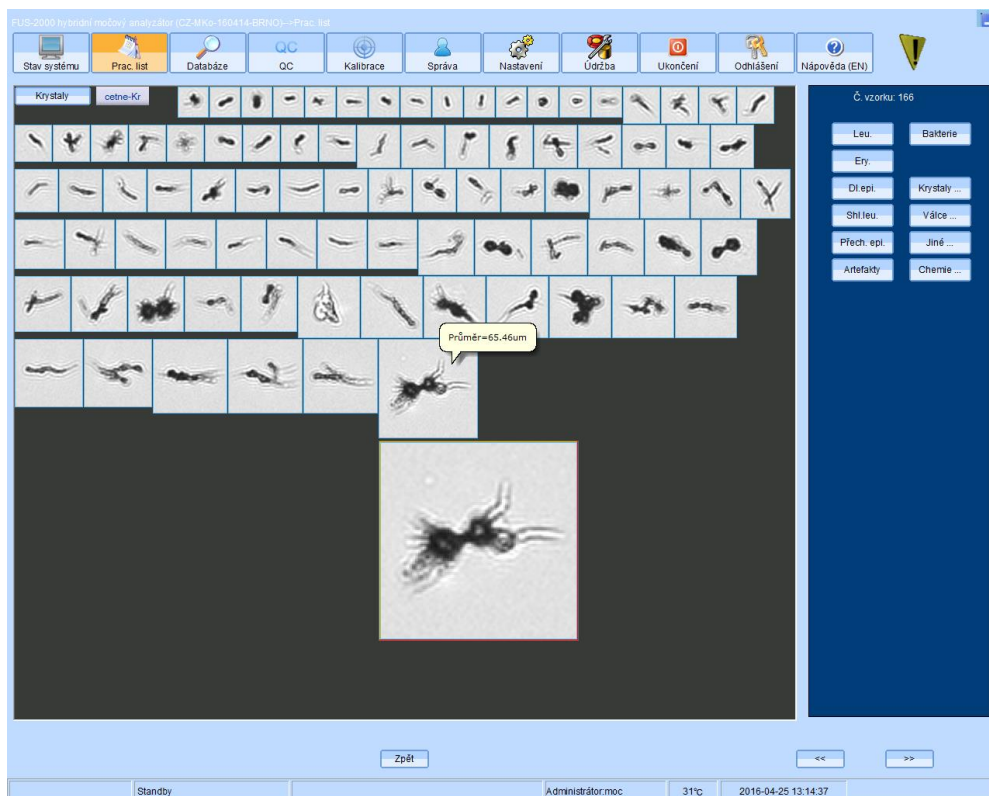 FUS-2000 hybridní močový analyzátor (CZ-MKo-160414-BRNO)-->Prac. list
Stav systému
Prac. list
Databáze
QC
QC
Kalibrace
Správa
Nastavení
Údržba
Ukončení
Odhlášení
Nápověda (EN)
Krystaly
cetne-Kr
Č. vzorku: 166
Leu.
Bakterie
Ery.
Dl.epi.
Krystaly ...
Shl.leu.
Válce ...
Přech. epi.
Jiné ...
Artefakty
Chemie ...
Průměr=65.46um
Zpět
<<
>>
Standby
Administrátor:moc
31℃
2016-04-25 13:14:37